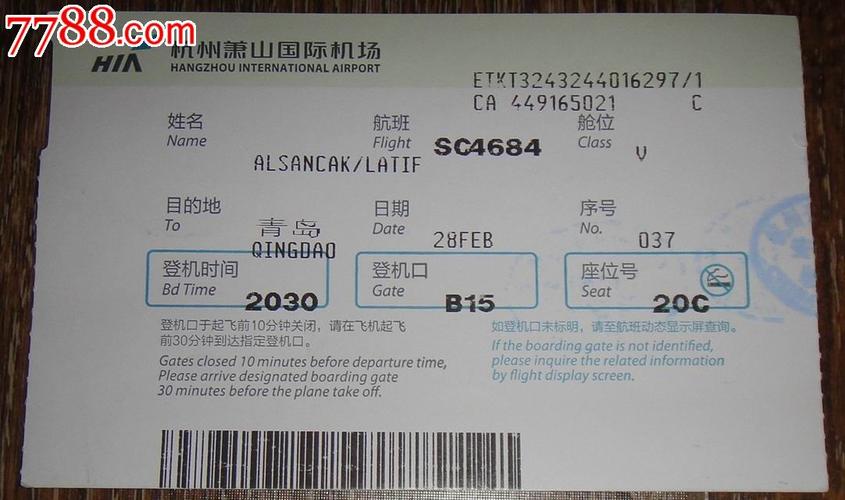 7788.com
HIA 杭州萧山国际机场
HANGZHOU INTERNATIONAL AIRPORT
ETKT3243244016297/1
CA 449165021 C
姓名 航班 舱位
Name Flight SC4684 Class V
ALSANCAK/LATIF
目的地 青岛 日期 序号
To QINGDAO Date 28FEB No. 037
登机时间 登机口 座位号
Bd Time 2030 Gate B15 Seat 20C
登机口于起飞前10分钟关闭，请在飞机起飞
前30分钟到达指定登机口。
Gates closed 10 minutes before departure time,
Please arrive designated boarding gate
30 minutes before the plane take off.
如登机口未标明，请至航班动态显示屏查询。
If the boarding gate is not identified,
please inquire the related information
by flight display screen.